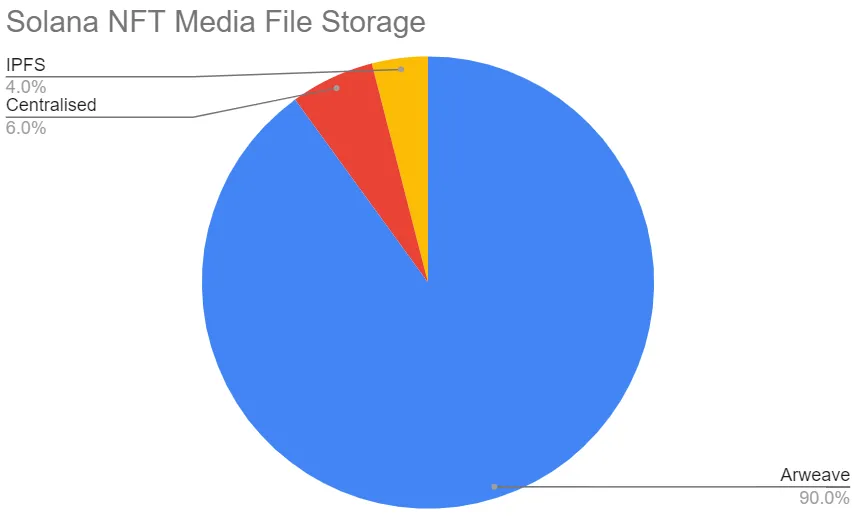 Solana NFT Media File Storage
IPFS
4.0%
Centralised
6.0%
Arweave
90.0%